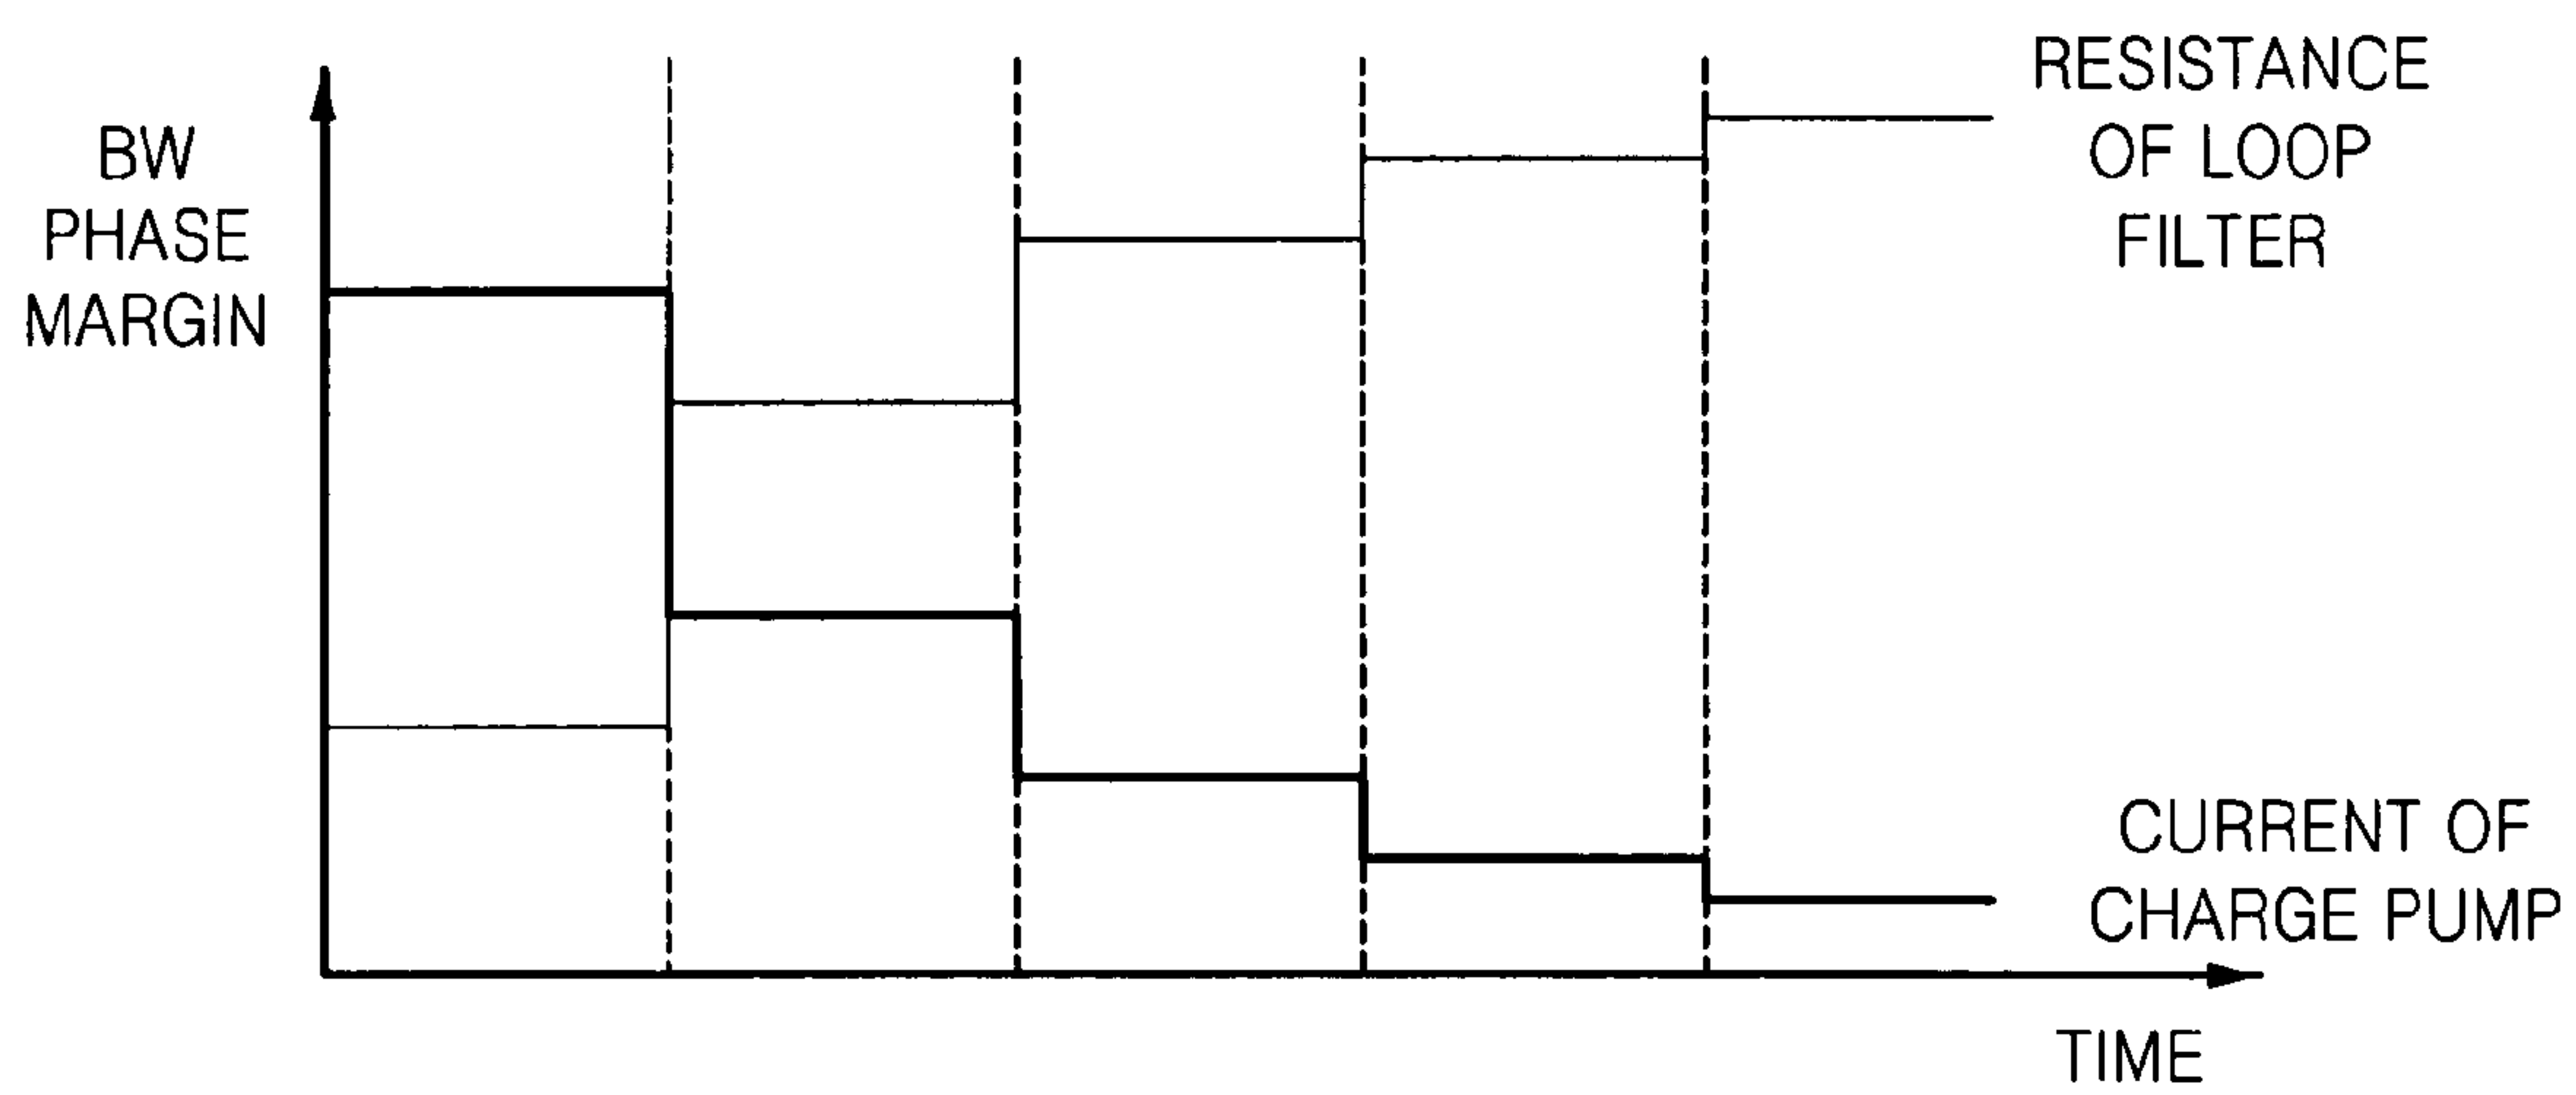 BW
PHASE
MARGIN
RESISTANCE
OF LOOP
FILTER
CURRENT OF
CHARGE PUMP
TIME